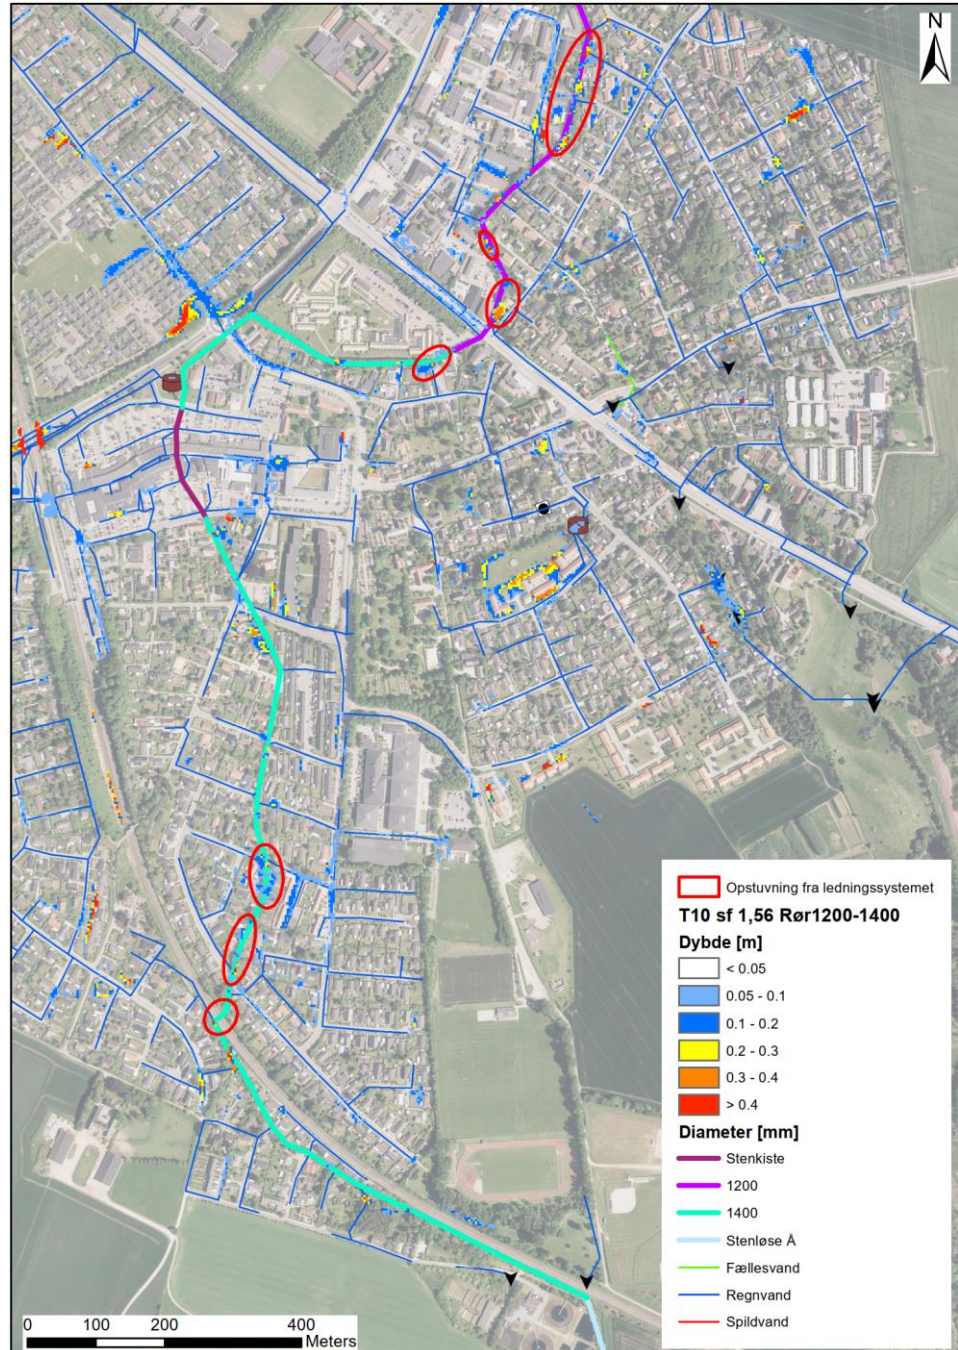 N
Opstuvning fra ledningssystemet
T10 sf 1,56 Rør1200-1400
Dybde [m]
< 0.05
0.05 - 0.1
0.1 - 0.2
0.2 - 0.3
0.3 - 0.4
> 0.4
Diameter [mm]
Stenkiste
1200
1400
Stenløse Å
Fællesvand
Regnvand
Spildvand
0 100 200 400
Meters